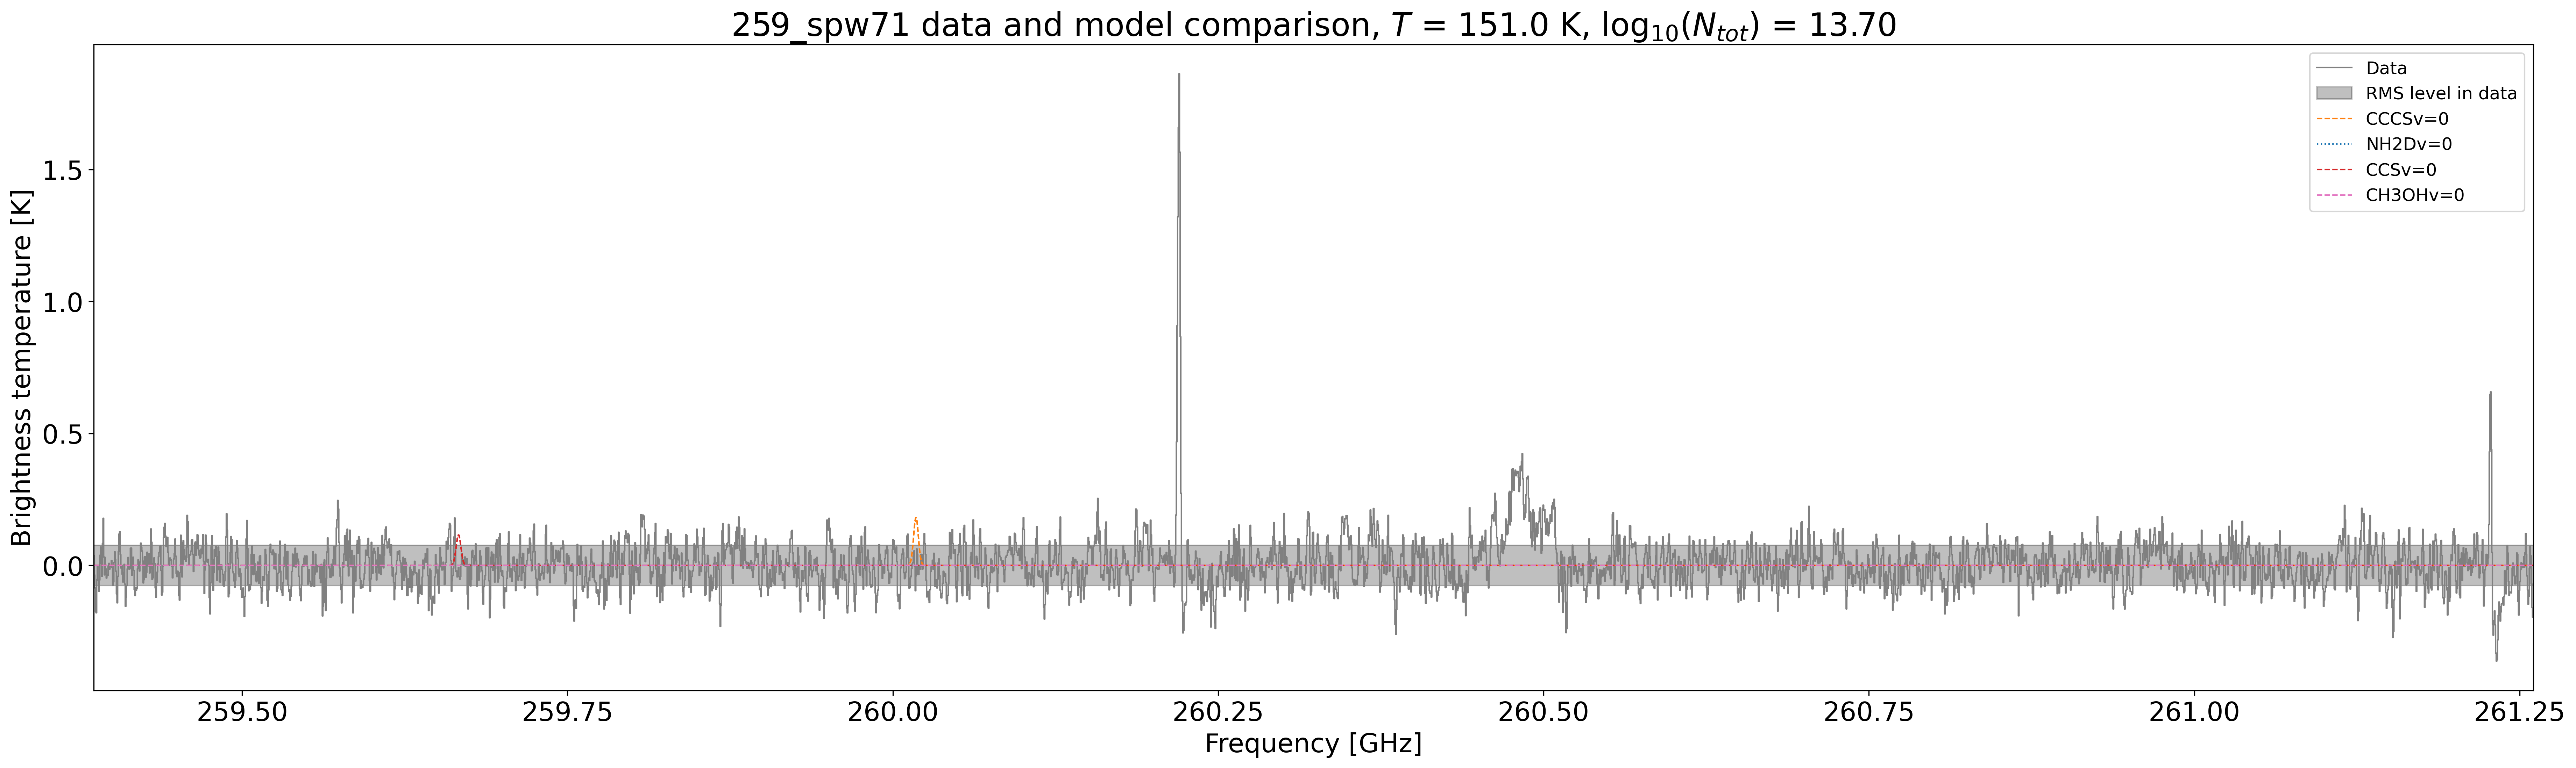 259_spw71 data and model comparison, T = 151.0 K, log₁₀(Nₜₒₜ) = 13.70
Brightness temperature [K]
1.5
1.0
0.5
0.0
Data
RMS level in data
CCCSv=0
NH2Dv=0
CCSv=0
CH3OHv=0
259.50 259.75 260.00 260.25 260.50 260.75 261.00 261.25
Frequency [GHz]